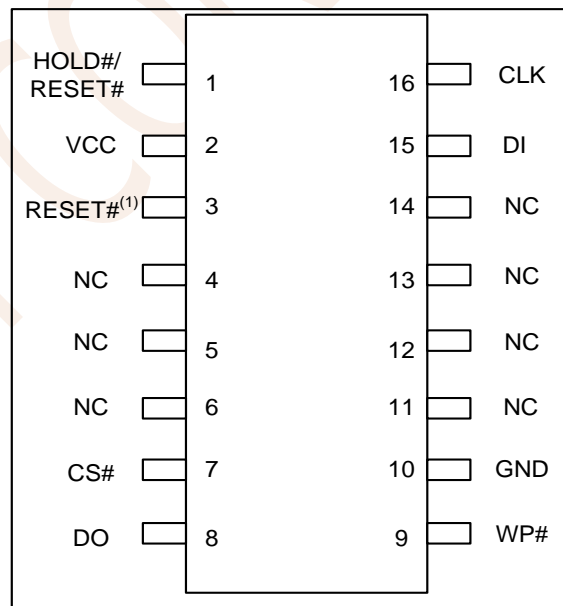 HOLD#/
RESET# 1 16 CLK
VCC 2 15 DI
RESET#(1) 3 14 NC
NC 4 13 NC
NC 5 12 NC
NC 6 11 NC
CS# 7 10 GND
DO 8 9 WP#